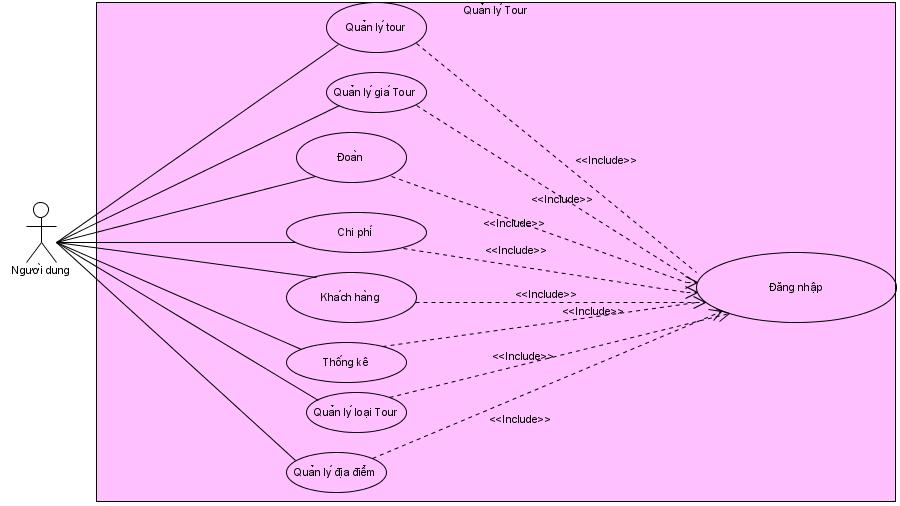 Quản lý Tour
Quản lý tour
Quản lý giá Tour
Đoàn
Chi phí
Khách hàng
Thống kê
Quản lý loại Tour
Quản lý địa điểm
Người dung
Đăng nhập
<<Include>>
<<Include>>
<<Include>>
<<Include>>
<<Include>>
<<Include>>
<<Include>>
<<Include>>